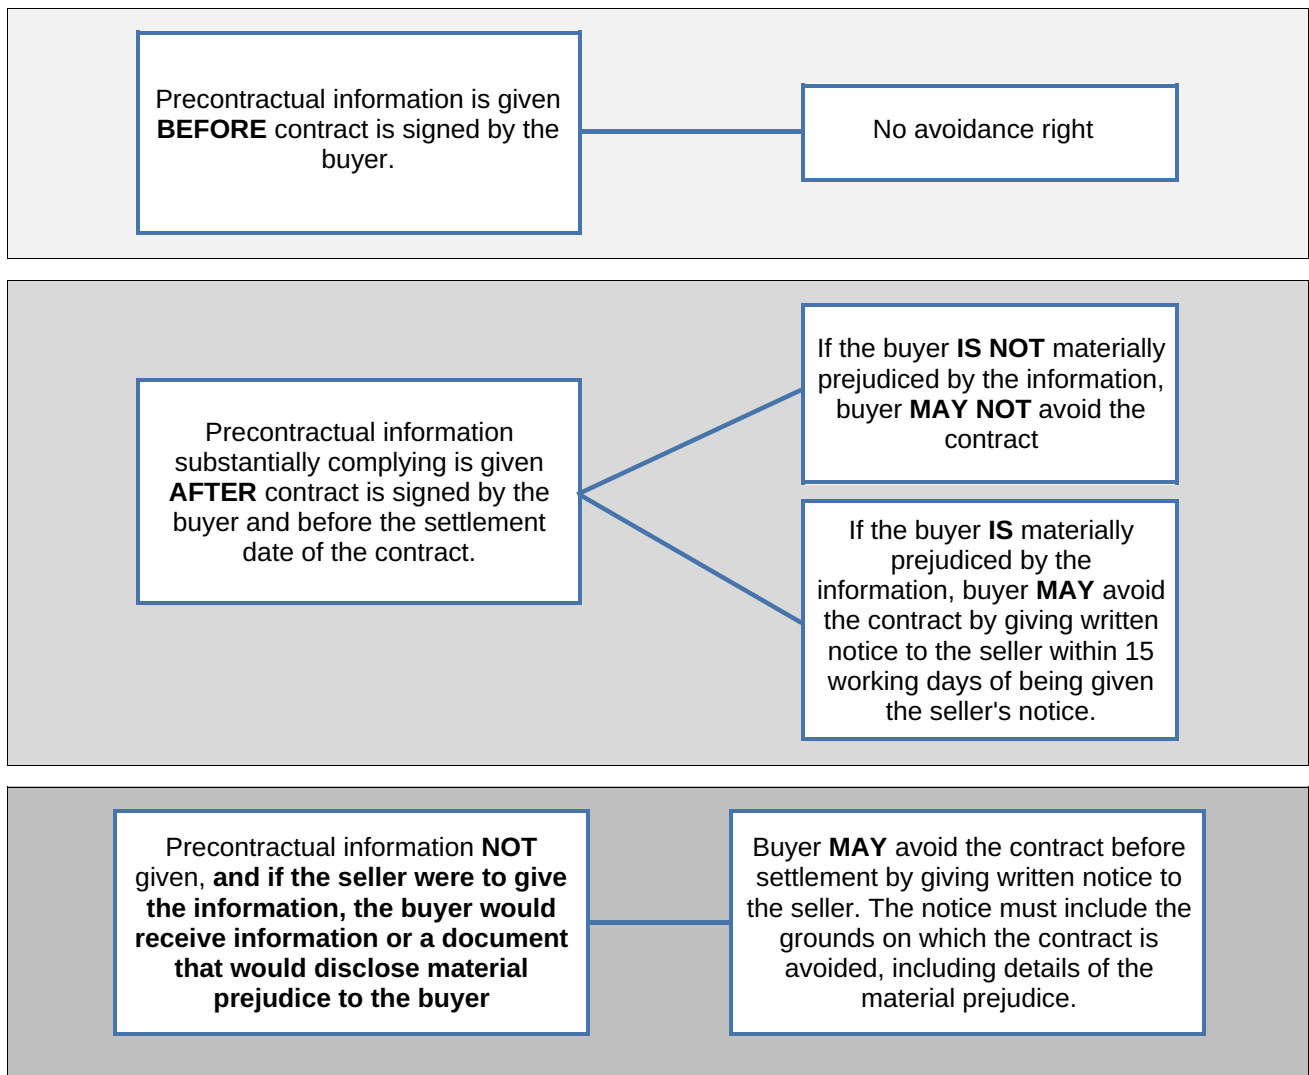 Precontractual information is given
BEFORE contract is signed by the
buyer.
No avoidance right
Precontractual information
substantially complying is given
AFTER contract is signed by the
buyer and before the settlement
date of the contract.
If the buyer IS NOT materially
prejudiced by the information,
buyer MAY NOT avoid the
contract
If the buyer IS materially
prejudiced by the
information, buyer MAY avoid
the contract by giving written
notice to the seller within 15
working days of being given
the seller's notice.
Precontractual information NOT
given, and if the seller were to give
the information, the buyer would
receive information or a document
that would disclose material
prejudice to the buyer
Buyer MAY avoid the contract before
settlement by giving written notice to
the seller. The notice must include the
grounds on which the contract is
avoided, including details of the
material prejudice.